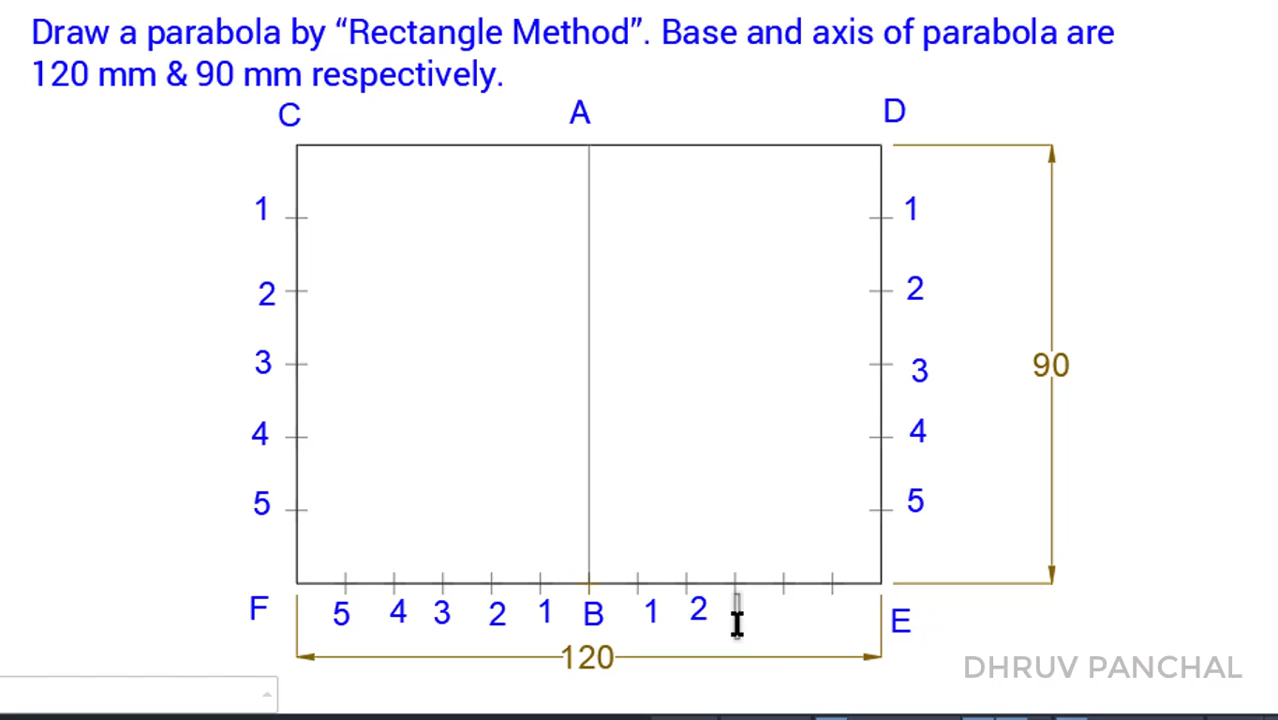 Draw a parabola by “Rectangle Method”. Base and axis of parabola are
120 mm & 90 mm respectively.
C A D
1 1
2 2
3 3
90
4 4
5 5
F 5 4 3 2 1 B 1 2 E
120
DHRUV PANCHAL